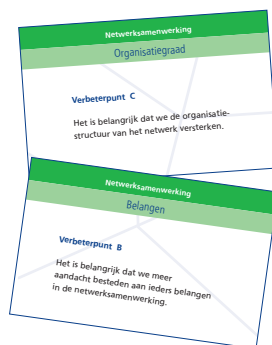 Netwerksamenwerking
Organisatiegraad
Verbeterpunt C
Het is belangrijk dat we de organisatie-
structuur van het netwerk versterken.
Netwerksamenwerking
Belangen
Verbeterpunt B
Het is belangrijk dat we meer
aandacht besteden aan ieders belangen
in de netwerksamenwerking.